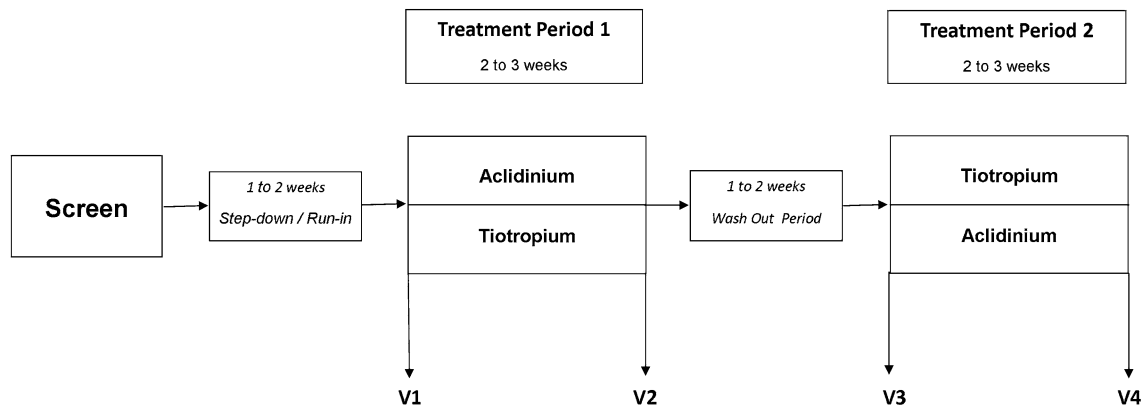 Treatment Period 1
2 to 3 weeks
Treatment Period 2
2 to 3 weeks
Screen
1 to 2 weeks
Step-down / Run-in
Aclidinium
Tiotropium
1 to 2 weeks
Wash Out Period
Tiotropium
Aclidinium
V1
V2
V3
V4